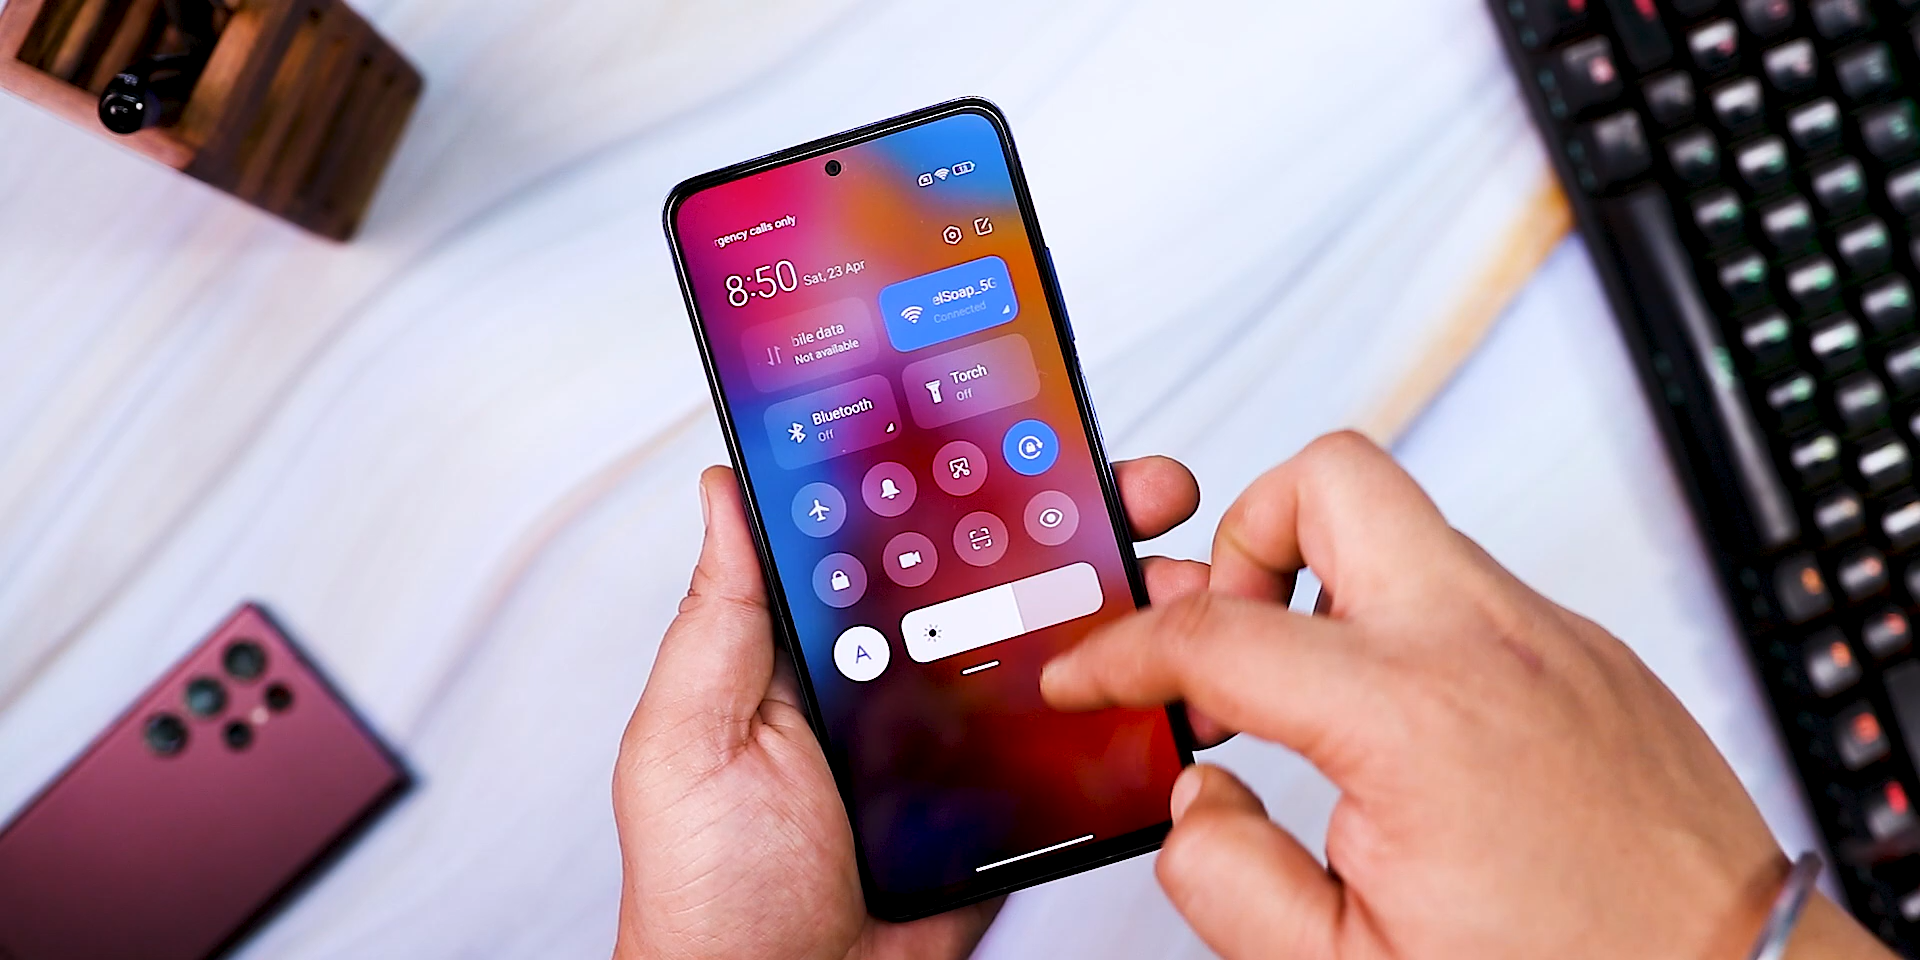 rgency calls only
8:50 Sat, 23 Apr
elSoap_5G
Connected
bile data
Not available
Bluetooth
Off
Torch
Off
A